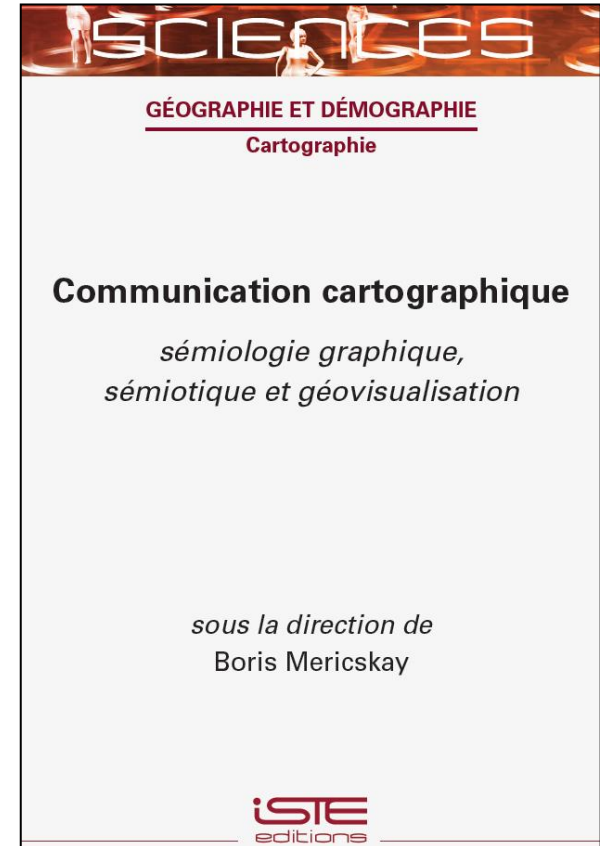 SCIENCES
GÉOGRAPHIE ET DÉMOGRAPHIE
Cartographie
Communication cartographique
sémiologie graphique,
sémiotique et géovisualisation
sous la direction de
Boris Mericskay
iSTE
editions